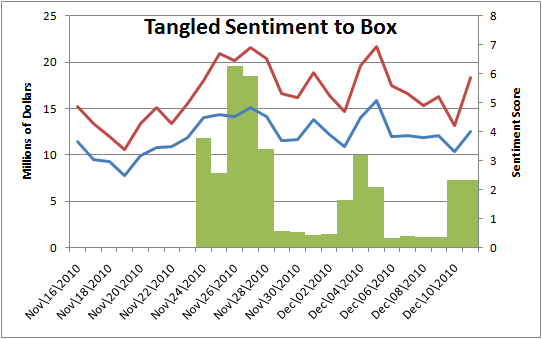 Tangled Sentiment to Box
Millions of Dollars
25
20
15
10
5
0
8
7
6
5
4
3
2
1
0
Sentiment Score
Nov\16\2010
Nov\18\2010
Nov\20\2010
Nov\22\2010
Nov\24\2010
Nov\26\2010
Nov\28\2010
Nov\30\2010
Dec\02\2010
Dec\04\2010
Dec\06\2010
Dec\08\2010
Dec\10\2010